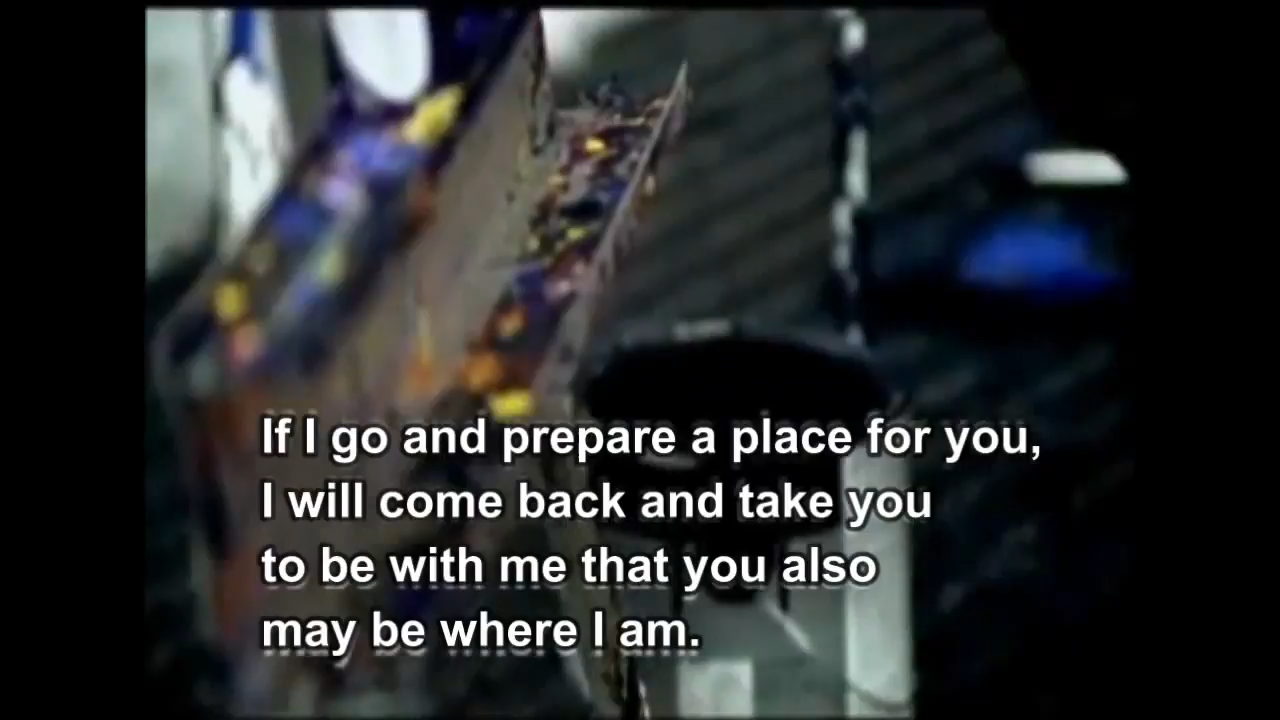 If I go and prepare a place for you,
I will come back and take you
to be with me that you also
may be where I am.